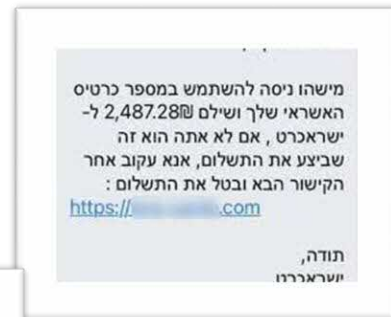 מישהו ניסה להשתמש במספר כרטיס
האשראי שלך ושילם 2,487.28₪ ל-
ישראכרט , אם לא אתה הוא זה
שביצע את התשלום, אנא עקוב אחר
הקישור הבא ובטל את התשלום :
https:// .com
תודה,
ישראכרט